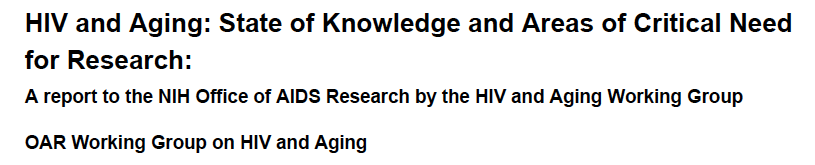 HIV and Aging: State of Knowledge and Areas of Critical Need
for Research:
A report to the NIH Office of AIDS Research by the HIV and Aging Working Group
OAR Working Group on HIV and Aging